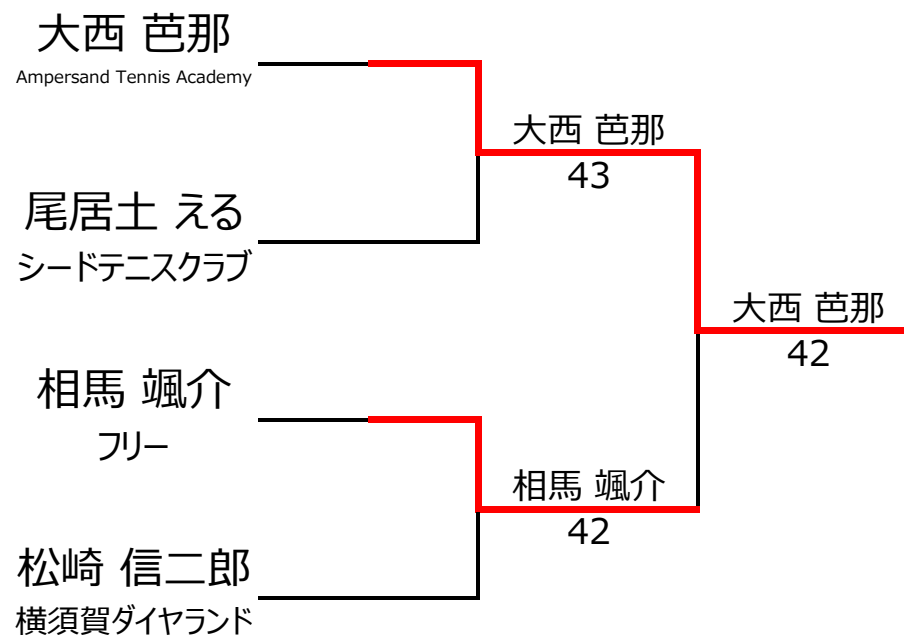 大西 芭那
Ampersand Tennis Academy
尾居土 える
シードテニスクラブ
相馬 颯介
フリー
松崎 信二郎
横須賀ダイヤランド
大西 芭那
43
相馬 颯介
42
大西 芭那
42